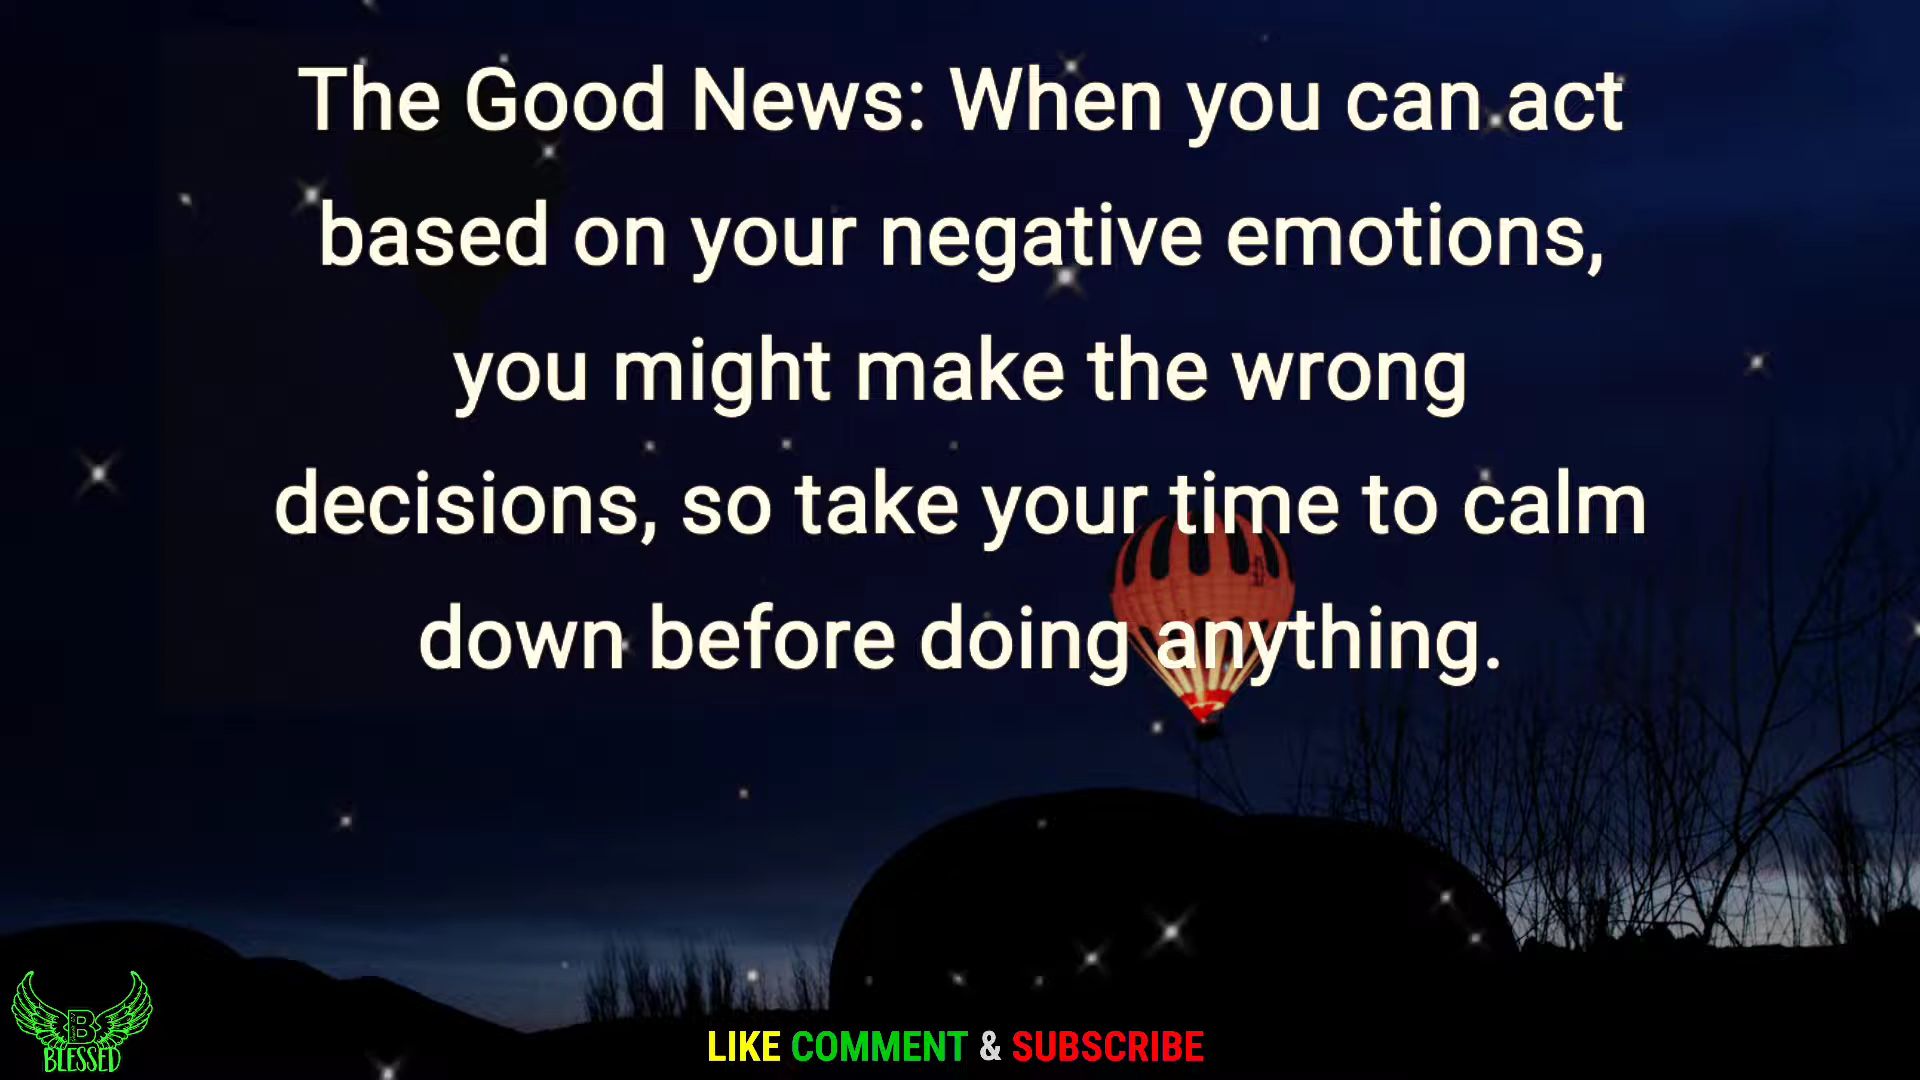 The Good News: When you can act
based on your negative emotions,
you might make the wrong
decisions, so take your time to calm
down before doing anything.
B
BLESSED
LIKE COMMENT & SUBSCRIBE